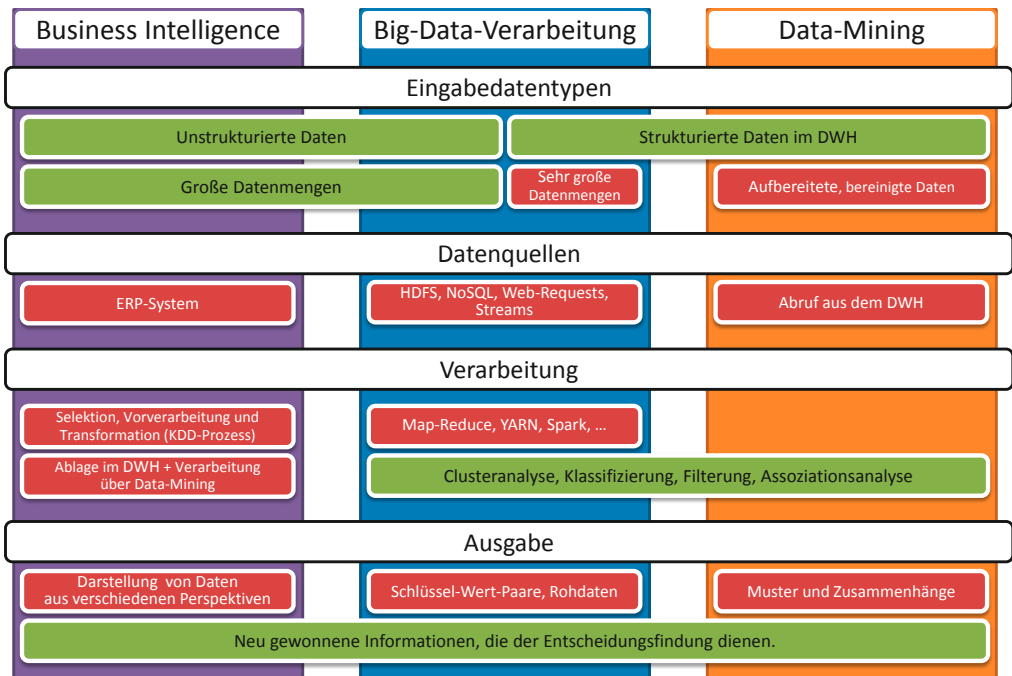 Business Intelligence
Big-Data-Verarbeitung
Data-Mining
Eingabedatentypen
Unstrukturierte Daten
Strukturierte Daten im DWH
Große Datenmengen
Sehr große
Datenmengen
Aufbereitete, bereinigte Daten
Datenquellen
ERP-System
HDFS, NoSQL, Web-Requests,
Streams
Abruf aus dem DWH
Verarbeitung
Selektion, Vorverarbeitung und
Transformation (KDD-Prozess)
Map-Reduce, YARN, Spark, ...
Ablage im DWH + Verarbeitung
über Data-Mining
Clusteranalyse, Klassifizierung, Filterung, Assoziationsanalyse
Ausgabe
Darstellung von Daten
aus verschiedenen Perspektiven
Schlüssel-Wert-Paare, Rohdaten
Muster und Zusammenhänge
Neu gewonnene Informationen, die der Entscheidungsfindung dienen.